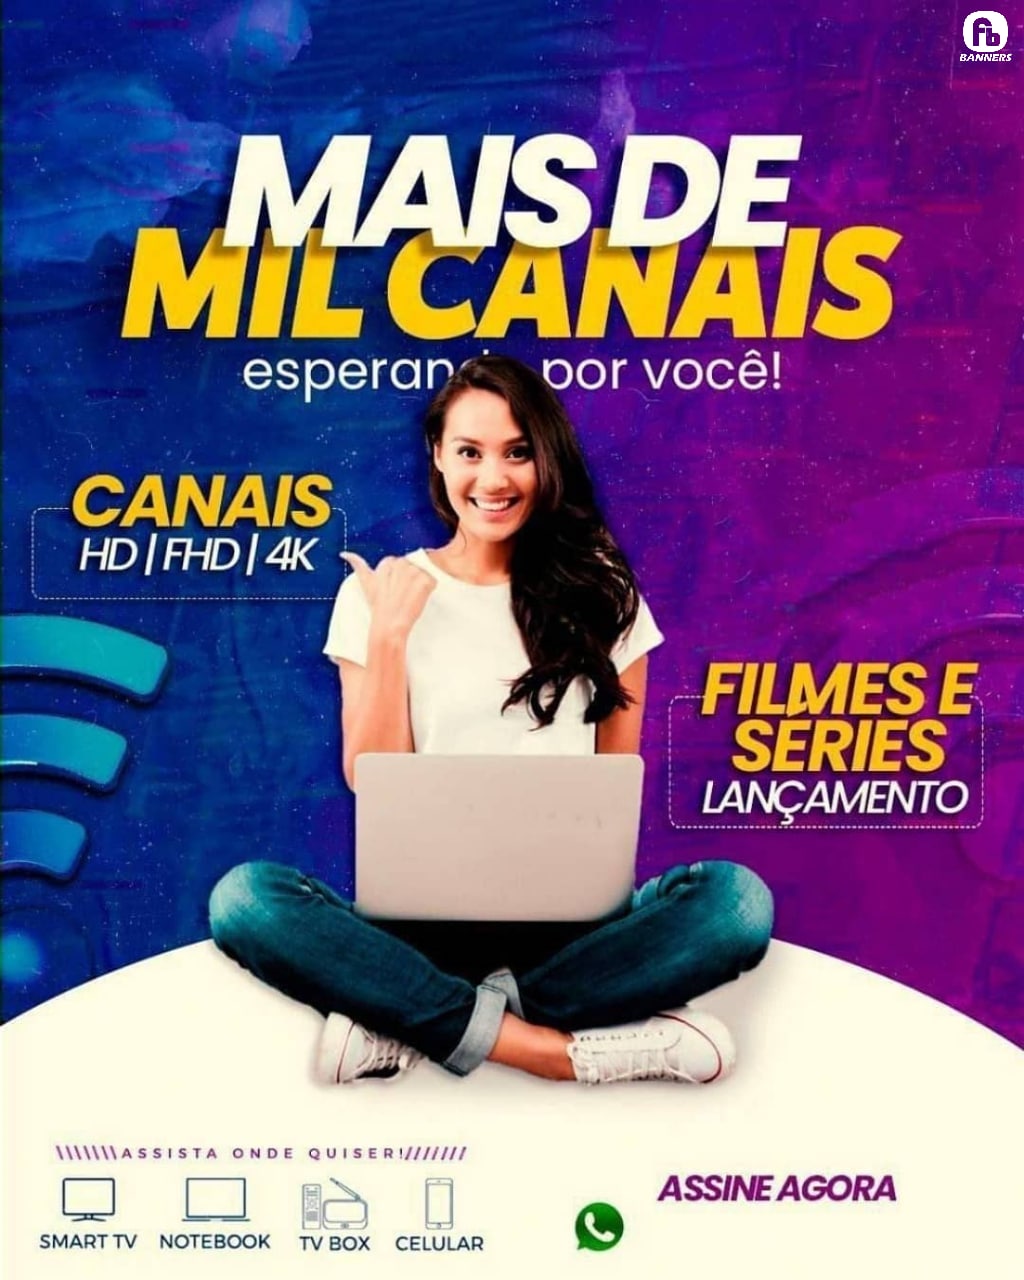 fb
BANNERS
MAIS DE
MIL CANAIS
por você!
CANAIS
HD | FHD | 4K
FILMES E
SÉRIES
LANÇAMENTO
\\\\\\\ASSISTA ONDE QUISER!///////
SMART TV NOTEBOOK TV BOX CELULAR
ASSINE AGORA